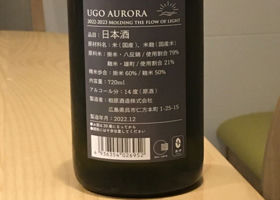 UGO AURORA
2022-2023 MOLDING THE FLOW OF LIGHT
品目：日本酒
原材料名：米（国産）、米麹（国産米）
原料米：掛米・八反錦／使用割合 79%
麹米・雄町／使用割合 21%
精米歩合：掛米 60%／麹米 50%
内容量：720ml
アルコール分：14度（原酒）
製造者：相原酒造株式会社
広島県呉市仁方本町1-25-15
製造年月：2022.12
4 936354 026952